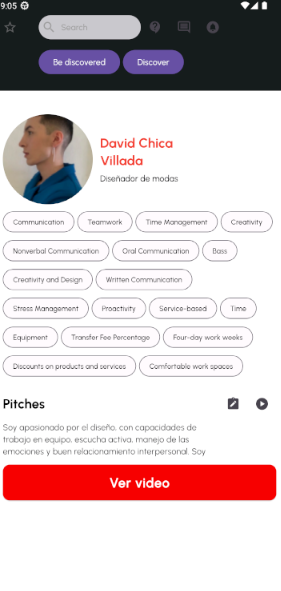 9:05
Search
Be discovered Discover
David Chica
Villada
Diseñador de modas
Communication Teamwork Time Management Creativity
Nonverbal Communication Oral Communication Bass
Creativity and Design Written Communication
Stress Management Proactivity Service-based Time
Equipment Transfer Fee Percentage Four-day work weeks
Discounts on products and services Comfortable work spaces
Pitches
Soy apasionado por el diseño, con capacidades de
trabajo en equipo, escucha activa, manejo de las
emociones y buen relacionamiento interpersonal. Soy
Ver video